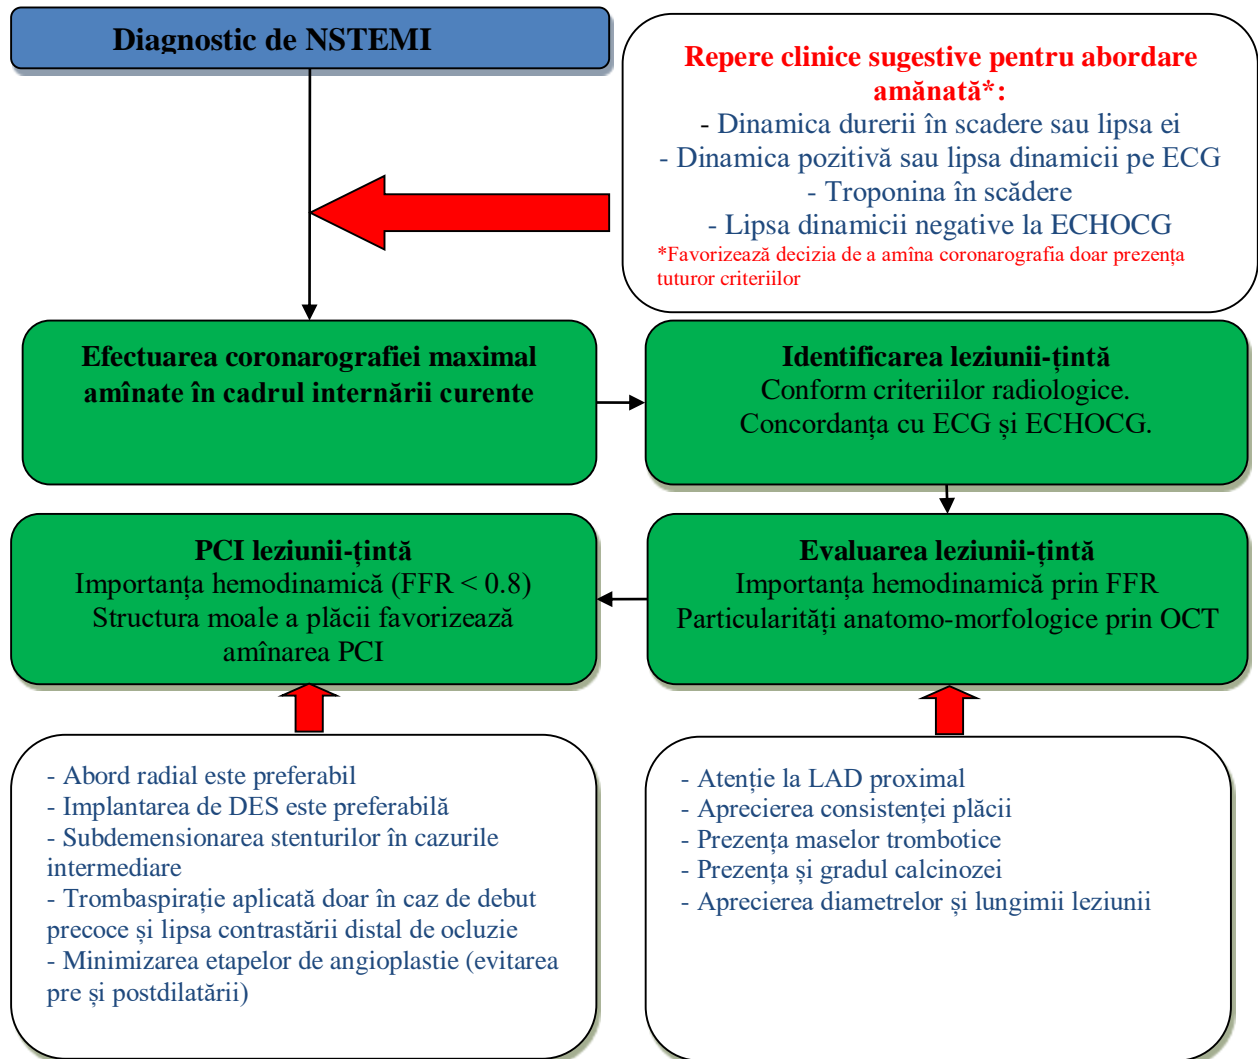 Diagnostic de NSTEMI
Repere clinice sugestive pentru abordare
amănată*:
- Dinamica durerii în scadere sau lipsa ei
- Dinamica pozitivă sau lipsa dinamicii pe ECG
- Troponina în scădere
- Lipsa dinamicii negative la ECHOCG
*Favorizează decizia de a amîna coronarografia doar prezența
tuturor criteriilor
Efectuarea coronarografiei maximal
amînate în cadrul internării curente
Identificarea leziunii-țintă
Conform criteriilor radiologice.
Concordanța cu ECG și ECHOCG.
PCI leziunii-țintă
Importanța hemodinamică (FFR < 0.8)
Structura moale a plăcii favorizează
amînarea PCI
Evaluarea leziunii-țintă
Importanța hemodinamică prin FFR
Particularități anatomo-morfologice prin OCT
- Abord radial este preferabil
- Implantarea de DES este preferabilă
- Subdemensionarea stenturilor în cazurile
intermediare
- Trombaspirație aplicată doar în caz de debut
precoce și lipsa contrastării distal de ocluzie
- Minimizarea etapelor de angioplastie (evitarea
pre și postdilatării)
- Atenție la LAD proximal
- Aprecierea consistenței plăcii
- Prezența maselor trombotice
- Prezența și gradul calcinozei
- Aprecierea diametrelor și lungimii leziunii